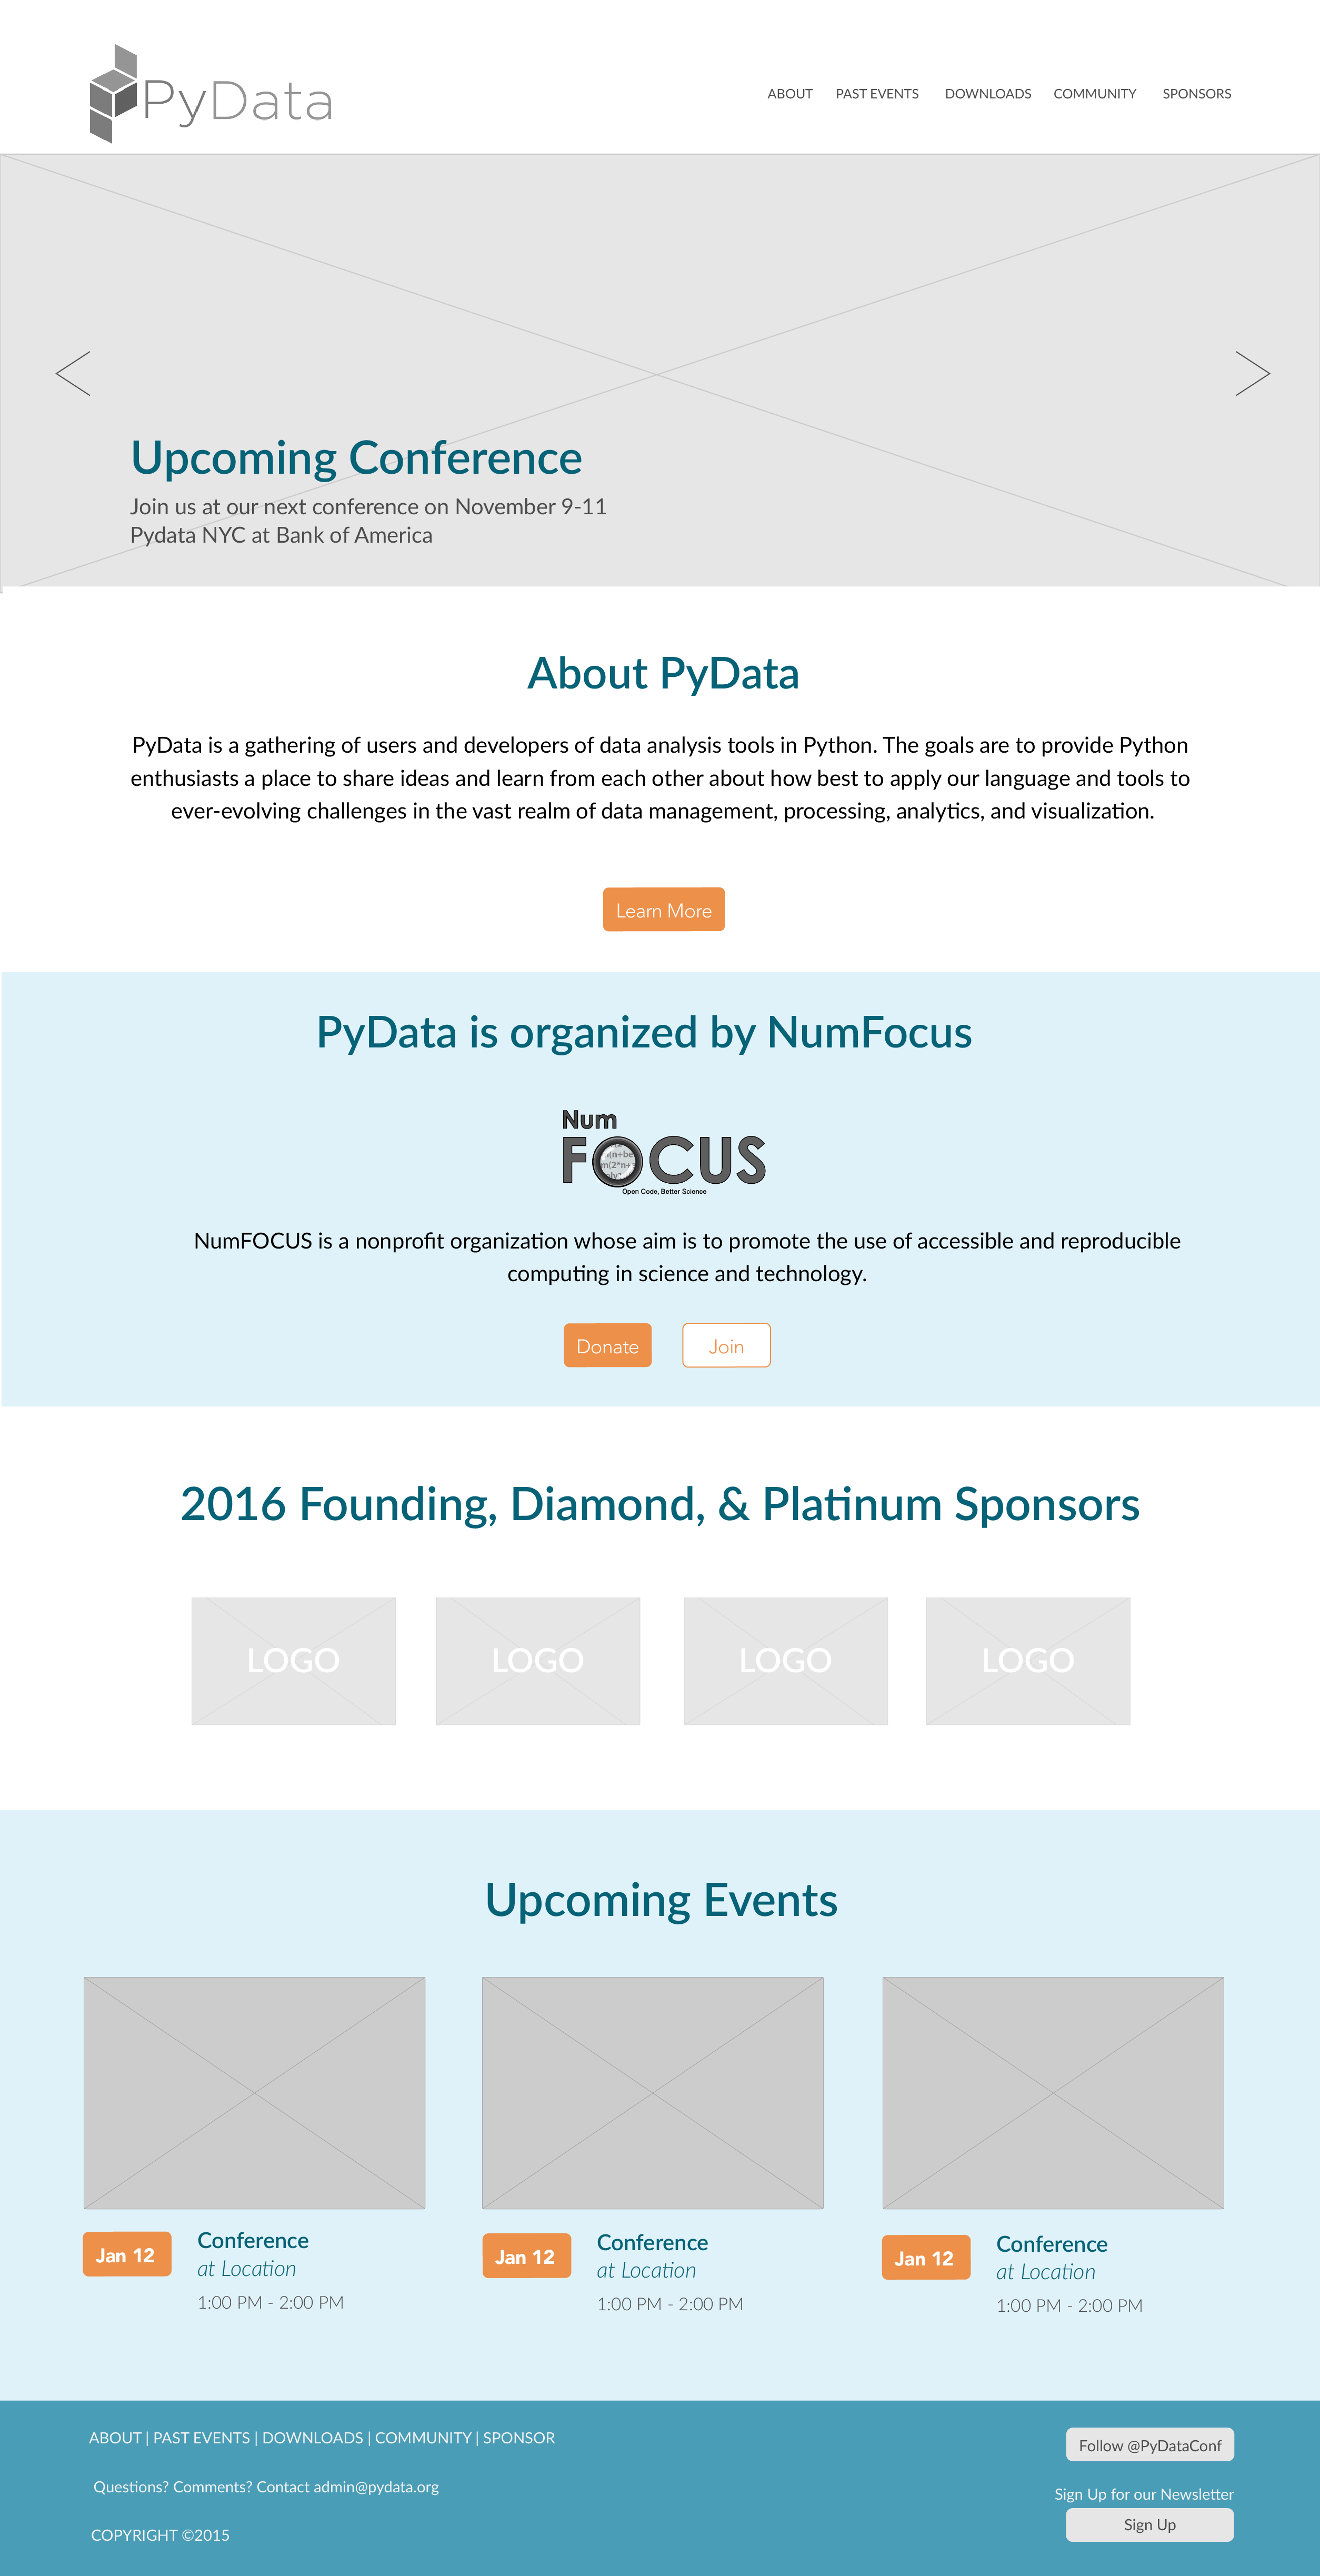 PyData
ABOUT PAST EVENTS DOWNLOADS COMMUNITY SPONSORS
Upcoming Conference
Join us at our next conference on November 9-11
Pydata NYC at Bank of America
About PyData
PyData is a gathering of users and developers of data analysis tools in Python. The goals are to provide Python
enthusiasts a place to share ideas and learn from each other about how best to apply our language and tools to
ever-evolving challenges in the vast realm of data management, processing, analytics, and visualization.
Learn More
PyData is organized by NumFocus
Num
FOCUS
Open Code, Better Science
NumFOCUS is a nonprofit organization whose aim is to promote the use of accessible and reproducible
computing in science and technology.
Donate Join
2016 Founding, Diamond, & Platinum Sponsors
LOGO LOGO LOGO LOGO
Upcoming Events
Jan 12
Conference
at Location
1:00 PM - 2:00 PM
Jan 12
Conference
at Location
1:00 PM - 2:00 PM
Jan 12
Conference
at Location
1:00 PM - 2:00 PM
ABOUT | PAST EVENTS | DOWNLOADS | COMMUNITY | SPONSOR
Questions? Comments? Contact admin@pydata.org
COPYRIGHT ©2015
Follow @PyDataConf
Sign Up for our Newsletter
Sign Up